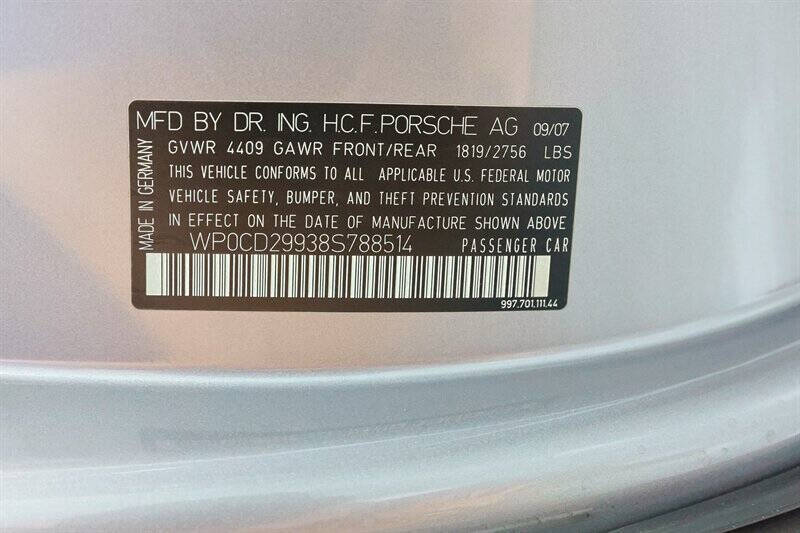 MFD BY DR. ING. H.C.F. PORSCHE AG 09/07
GVWR 4409 GAWR FRONT/REAR 1819/2756 LBS
THIS VEHICLE CONFORMS TO ALL APPLICABLE U.S. FEDERAL MOTOR
VEHICLE SAFETY, BUMPER, AND THEFT PREVENTION STANDARDS
IN EFFECT ON THE DATE OF MANUFACTURE SHOWN ABOVE
WP0CD29938S788514 PASSENGER CAR
997.701.111.44
MADE IN GERMANY